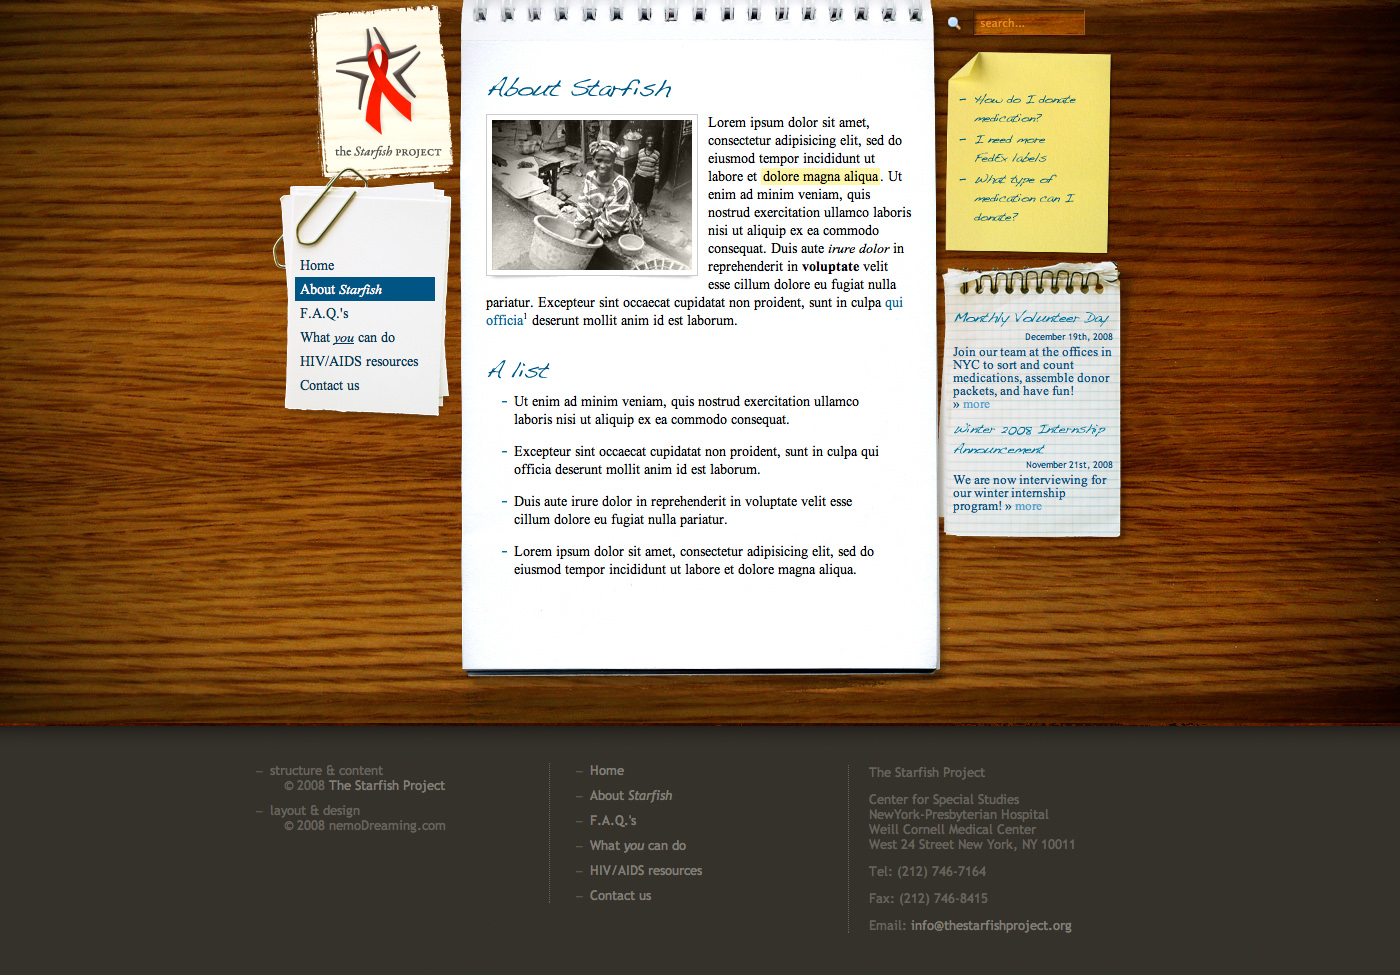 the Starfish PROJECT
Home
About Starfish
F.A.Q.'s
What you can do
HIV/AIDS resources
Contact us
About Starfish
Lorem ipsum dolor sit amet,
consectetur adipisicing elit, sed do
eiusmod tempor incididunt ut
labore et dolore magna aliqua. Ut
enim ad minim veniam, quis
nostrud exercitation ullamco laboris
nisi ut aliquip ex ea commodo
consequat. Duis aute irure dolor in
reprehenderit in voluptate velit
esse cillum dolore eu fugiat nulla
pariatur. Excepteur sint occaecat cupidatat non proident, sunt in culpa qui
officia¹ deserunt mollit anim id est laborum.
A list
- Ut enim ad minim veniam, quis nostrud exercitation ullamco
laboris nisi ut aliquip ex ea commodo consequat.
- Excepteur sint occaecat cupidatat non proident, sunt in culpa qui
officia deserunt mollit anim id est laborum.
- Duis aute irure dolor in reprehenderit in voluptate velit esse
cillum dolore eu fugiat nulla pariatur.
- Lorem ipsum dolor sit amet, consectetur adipisicing elit, sed do
eiusmod tempor incididunt ut labore et dolore magna aliqua.
search...
- How do I donate
medication?
- I need more
FedEx labels
- What type of
medication can I
donate?
Monthly Volunteer Day
December 19th, 2008
Join our team at the offices in
NYC to sort and count
medications, assemble donor
packets, and have fun!
» more
Winter 2008 Internship
Announcement
November 21st, 2008
We are now interviewing for
our winter internship
program! » more
– structure & content
© 2008 The Starfish Project
– layout & design
© 2008 nemoDreaming.com
– Home
– About Starfish
– F.A.Q.'s
– What you can do
– HIV/AIDS resources
– Contact us
The Starfish Project
Center for Special Studies
NewYork-Presbyterian Hospital
Weill Cornell Medical Center
West 24 Street New York, NY 10011
Tel: (212) 746-7164
Fax: (212) 746-8415
Email: info@thestarfishproject.org